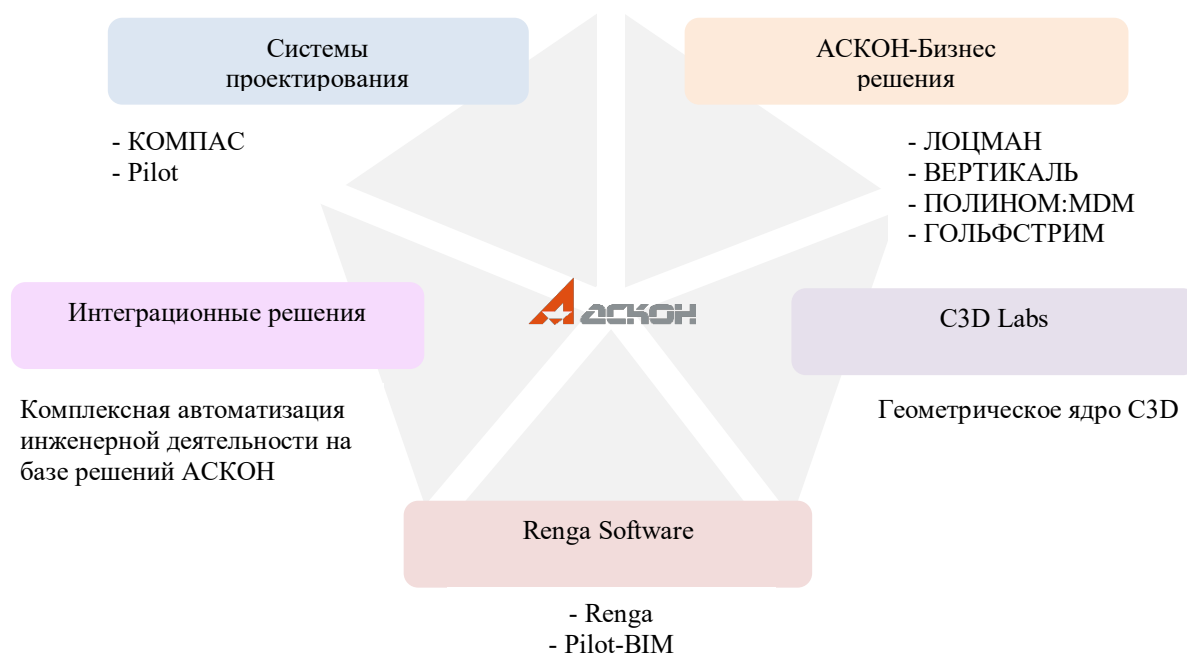 Системы
проектирования
- КОМПАС
- Pilot
АСКОН-Бизнес
решения
- ЛОЦМАН
- ВЕРТИКАЛЬ
- ПОЛИНОМ:MDM
- ГОЛЬФСТРИМ
Интеграционные решения
Комплексная автоматизация
инженерной деятельности на
базе решений АСКОН
АСКОН
C3D Labs
Геометрическое ядро C3D
Renga Software
- Renga
- Pilot-BIM